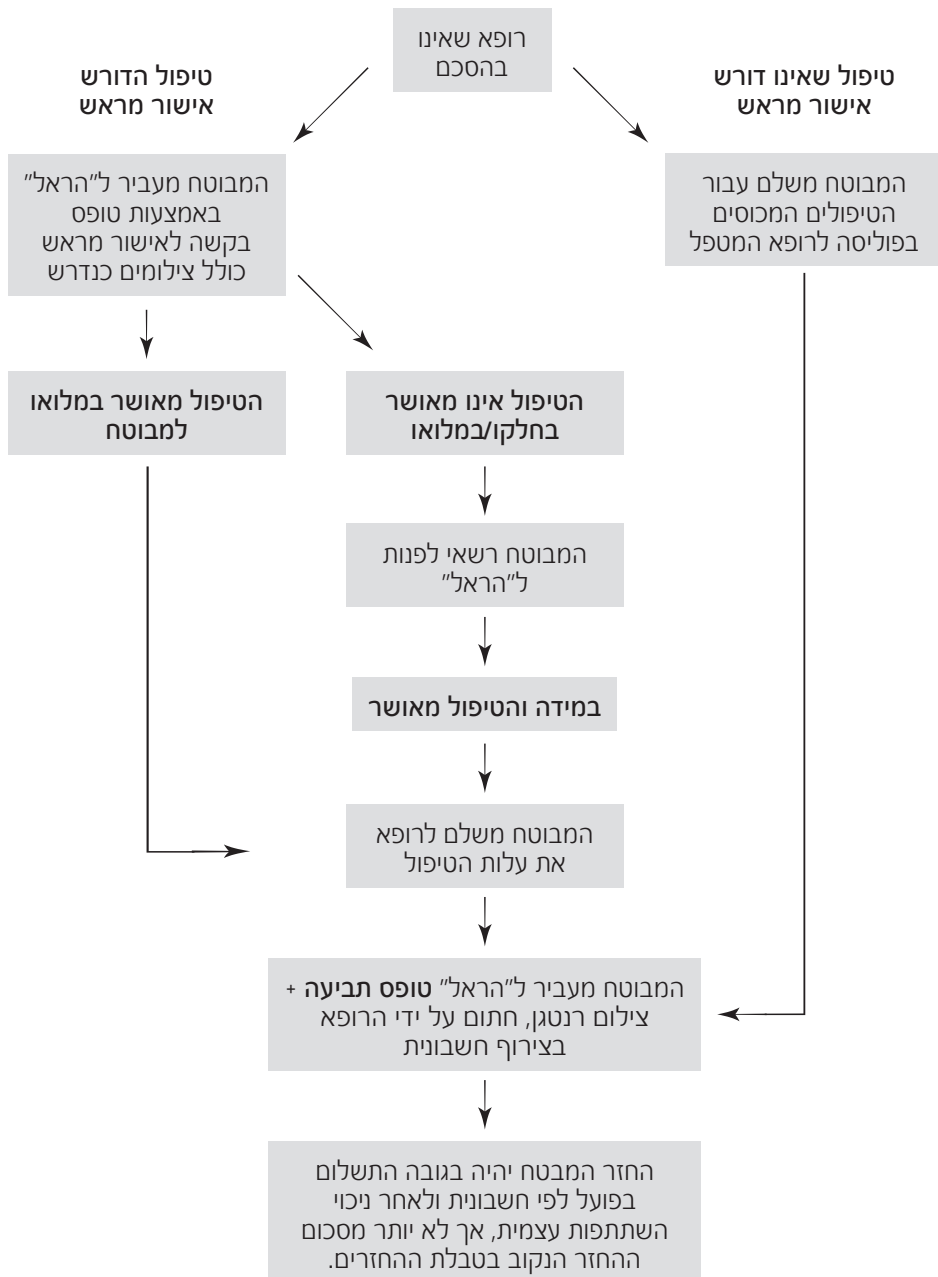 רופא שאינו
בהסכם
טיפול שאינו דורש
אישור מראש
טיפול הדורש
אישור מראש
המבוטח משלם עבור
הטיפולים המכוסים
בפוליסה לרופא המטפל
המבוטח מעביר ל"הראל"
באמצעות טופס
בקשה לאישור מראש
כולל צילומים כנדרש
הטיפול אינו מאושר
בחלקו/במלואו
הטיפול מאושר במלואו
למבוטח
המבוטח רשאי לפנות
ל"הראל"
במידה והטיפול מאושר
המבוטח משלם לרופא
את עלות הטיפול
המבוטח מעביר ל"הראל" טופס תביעה +
צילום רנטגן, חתום על ידי הרופא
בצירוף חשבונית
החזר המבטח יהיה בגובה התשלום
בפועל לפי חשבונית ולאחר ניכוי
השתתפות עצמית, אך לא יותר מסכום
ההחזר הנקוב בטבלת ההחזרים.